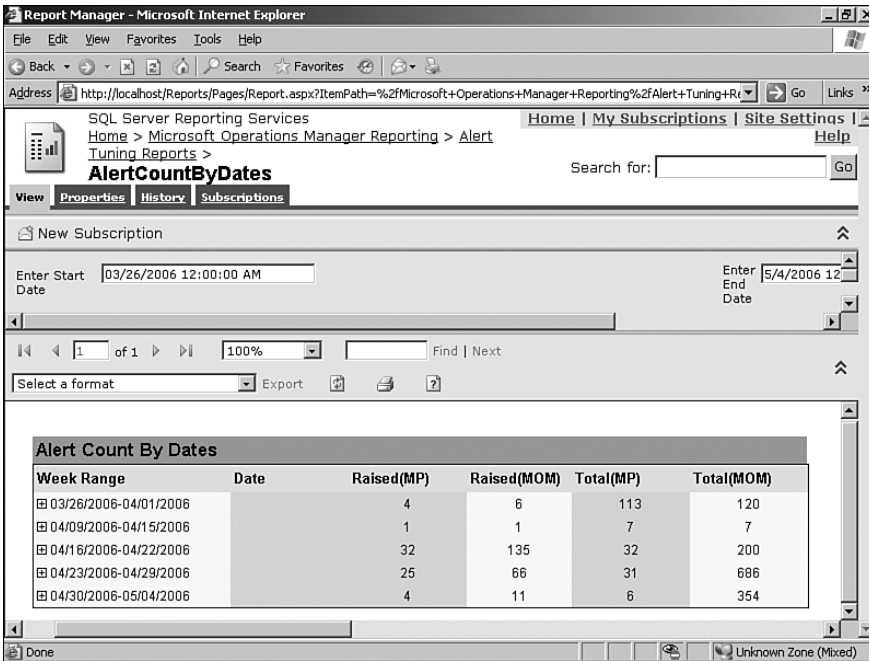 Report Manager - Microsoft Internet Explorer
File Edit View Favorites Tools Help
Back Search Favorites
Address http://localhost/Reports/Pages/Report.aspx?ItemPath=%2fMicrosoft+Operations+Manager+Reporting%2fAlert+Tuning+Re Go Links
SQL Server Reporting Services
Home | My Subscriptions | Site Settings |
Home > Microsoft Operations Manager Reporting > Alert
Help
Tuning Reports >
AlertCountByDates
Search for: Go
View Properties History Subscriptions
New Subscription
Enter Start
Date
03/26/2006 12:00:00 AM
Enter
End
Date
5/4/2006 12
1 of 1 100% Find | Next
Select a format Export
Alert Count By Dates
Week Range Date Raised(MP) Raised(MOM) Total(MP) Total(MOM)
03/26/2006-04/01/2006 4 6 113 120
04/09/2006-04/15/2006 1 1 7 7
04/16/2006-04/22/2006 32 135 32 200
04/23/2006-04/29/2006 25 66 31 686
04/30/2006-05/04/2006 4 11 6 354
Done Unknown Zone (Mixed)